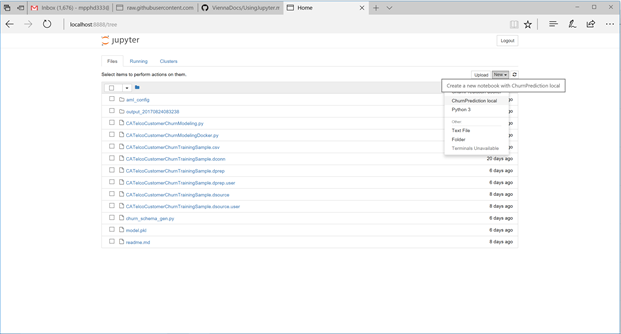 Inbox (1,676) - mpphd333@
raw.githubusercontent.com
ViennaDocs/UsingJupyter.m
Home
localhost:8888/tree
jupyter
Logout
Files Running Clusters
Select items to perform actions on them.
Upload New
Create a new notebook with ChurnPrediction local
ChurnPrediction local
Python 3
Other
Text File
Folder
Terminals Unavailable
aml_config
output_20170824083238
CATelcoCustomerChurnModeling.py
CATelcoCustomerChurnModelingDocker.py
CATelcoCustomerChurnTrainingSample.csv
CATelcoCustomerChurnTrainingSample.dconn 20 days ago
CATelcoCustomerChurnTrainingSample.dprep 6 days ago
CATelcoCustomerChurnTrainingSample.dprep.user 6 days ago
CATelcoCustomerChurnTrainingSample.dsource 6 days ago
CATelcoCustomerChurnTrainingSample.dsource.user 6 days ago
churn_schema_gen.py 6 days ago
model.pkl 6 days ago
readme.md 6 days ago